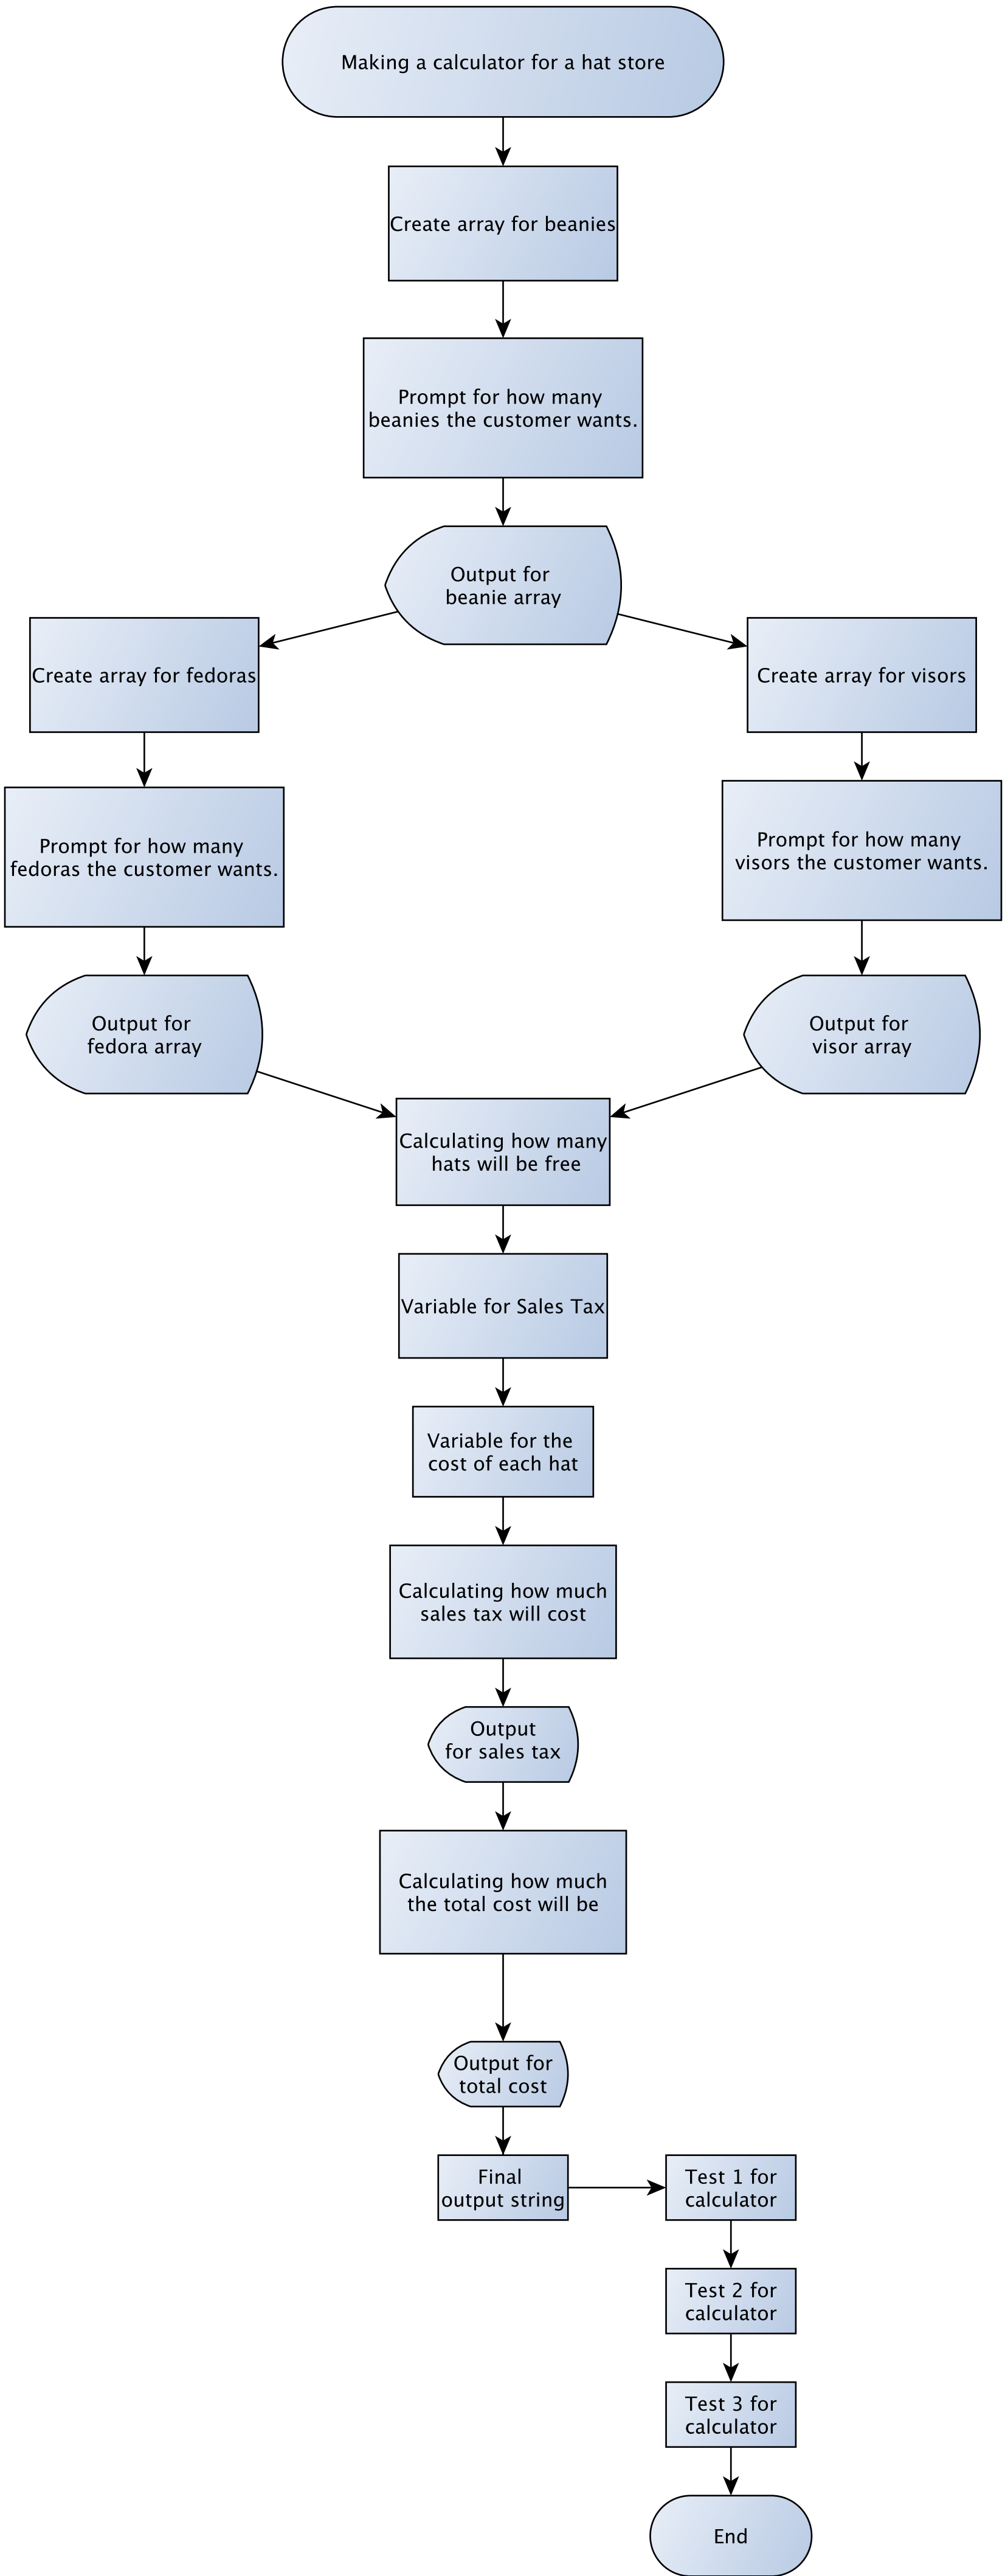 Making a calculator for a hat store
Create array for beanies
Prompt for how many
beanies the customer wants.
Output for
beanie array
Create array for fedoras
Prompt for how many
fedoras the customer wants.
Output for
fedora array
Create array for visors
Prompt for how many
visors the customer wants.
Output for
visor array
Calculating how many
hats will be free
Variable for Sales Tax
Variable for the
cost of each hat
Calculating how much
sales tax will cost
Output
for sales tax
Calculating how much
the total cost will be
Output for
total cost
Final
output string
Test 1 for
calculator
Test 2 for
calculator
Test 3 for
calculator
End